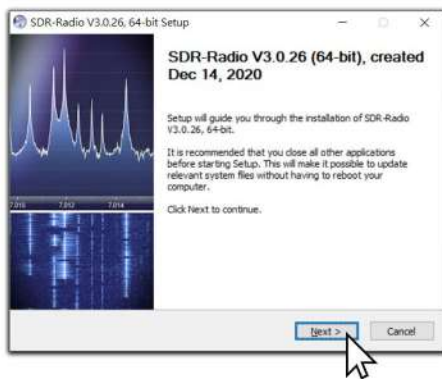 SDR-Radio V3.0.26, 64-bit Setup
SDR-Radio V3.0.26 (64-bit), created
Dec 14, 2020
Setup will guide you through the installation of SDR-Radio
V3.0.26, 64-bit.
It is recommended that you close all other applications
before starting Setup. This will make it possible to update
relevant system files without having to reboot your
computer.
Click Next to continue.
7.010 7.012 7.014
Next > Cancel